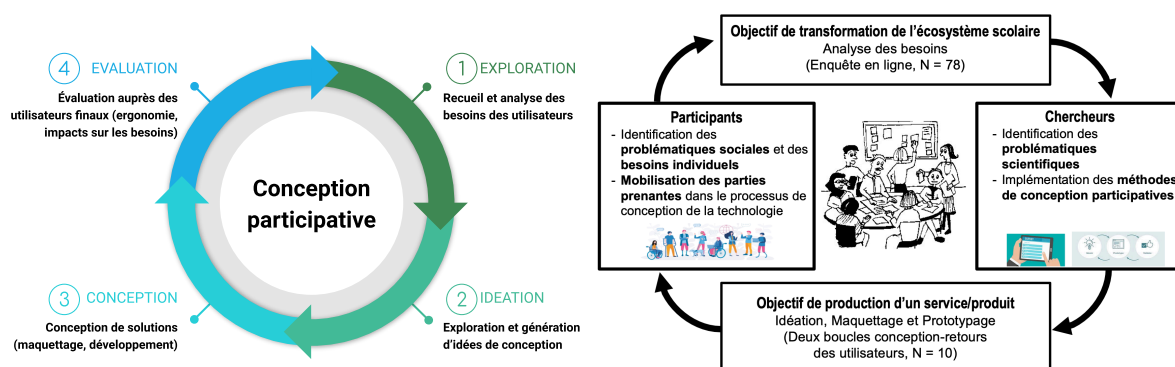 4 EVALUATION
Évaluation auprès des
utilisateurs finaux (ergonomie,
impacts sur les besoins)
1 EXPLORATION
Recueil et analyse des
besoins des utilisateurs
Conception
participative
3 CONCEPTION
Conception de solutions
(maquettage, développement)
2 IDEATION
Exploration et génération
d'idées de conception
Objectif de transformation de l'écosystème scolaire
Analyse des besoins
(Enquête en ligne, N = 78)
Participants
- Identification des
problématiques sociales et des
besoins individuels
- Mobilisation des parties
prenantes dans le processus de
conception de la technologie
Chercheurs
- Identification des
problématiques
scientifiques
- Implémentation des méthodes
de conception participatives
Objectif de production d'un service/produit
Idéation, Maquettage et Prototypage
(Deux boucles conception-retours
des utilisateurs, N = 10)